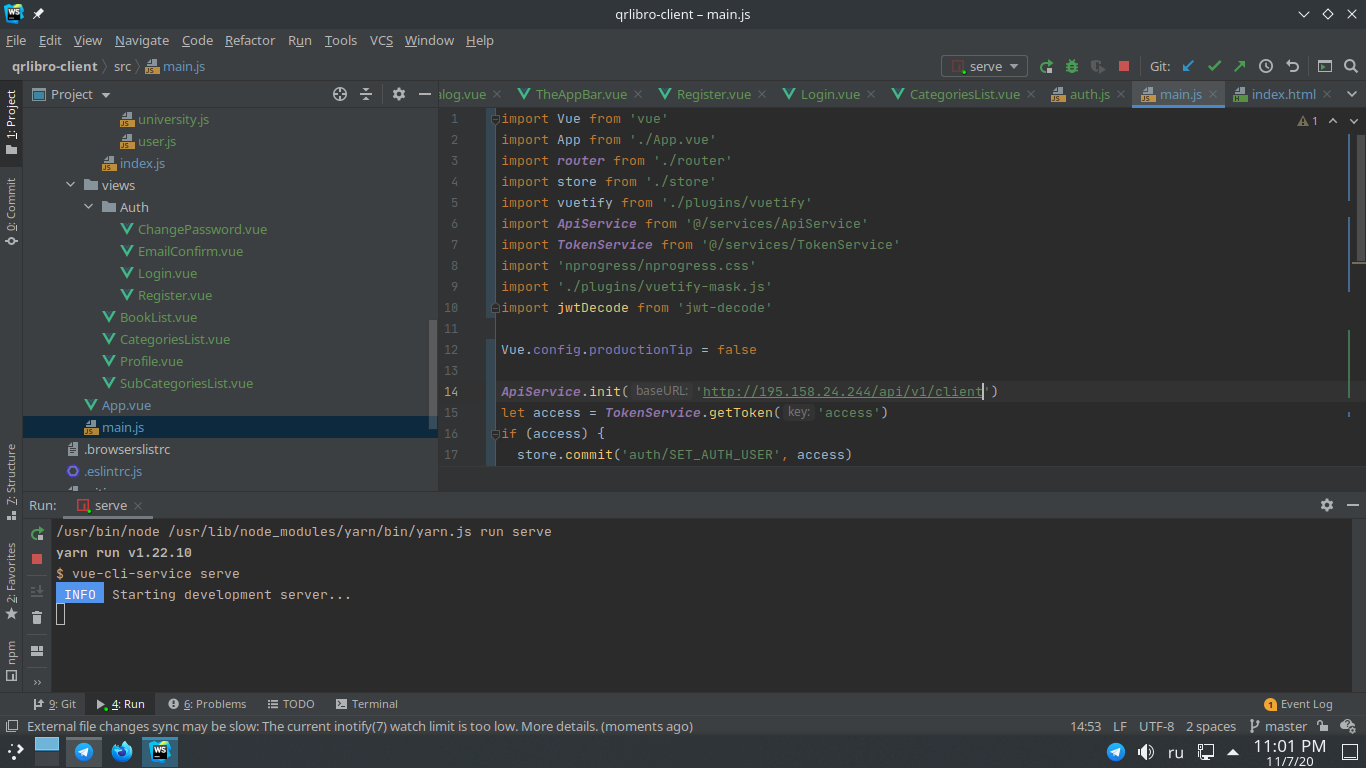 qrlibro-client – main.js
File Edit View Navigate Code Refactor Run Tools VCS Window Help
qrlibro-client src main.js
serve
Git:
1: Project
0: Commit
7: Structure
2: Favorites
npm
Project
university.js
user.js
index.js
views
Auth
ChangePassword.vue
EmailConfirm.vue
Login.vue
Register.vue
BookList.vue
CategoriesList.vue
Profile.vue
SubCategoriesList.vue
App.vue
main.js
.browserslistrc
.eslintrc.js
alog.vue TheAppBar.vue Register.vue Login.vue CategoriesList.vue auth.js main.js index.html
1
1 import Vue from 'vue'
2 import App from './App.vue'
3 import router from './router'
4 import store from './store'
5 import vuetify from './plugins/vuetify'
6 import ApiService from '@/services/ApiService'
7 import TokenService from '@/services/TokenService'
8 import 'nprogress/nprogress.css'
9 import './plugins/vuetify-mask.js'
10 import jwtDecode from 'jwt-decode'
11
12 Vue.config.productionTip = false
13
14 ApiService.init( baseURL: 'http://195.158.24.244/api/v1/client')
15 let access = TokenService.getToken( key: 'access')
16 if (access) {
17 store.commit('auth/SET_AUTH_USER', access)
Run: serve
/usr/bin/node /usr/lib/node_modules/yarn/bin/yarn.js run serve
yarn run v1.22.10
$ vue-cli-service serve
INFO Starting development server...
9: Git 4: Run 6: Problems TODO Terminal
1 Event Log
External file changes sync may be slow: The current inotify(7) watch limit is too low. More details. (moments ago)
14:53 LF UTF-8 2 spaces master
WS
ru
11:01 PM
11/7/20